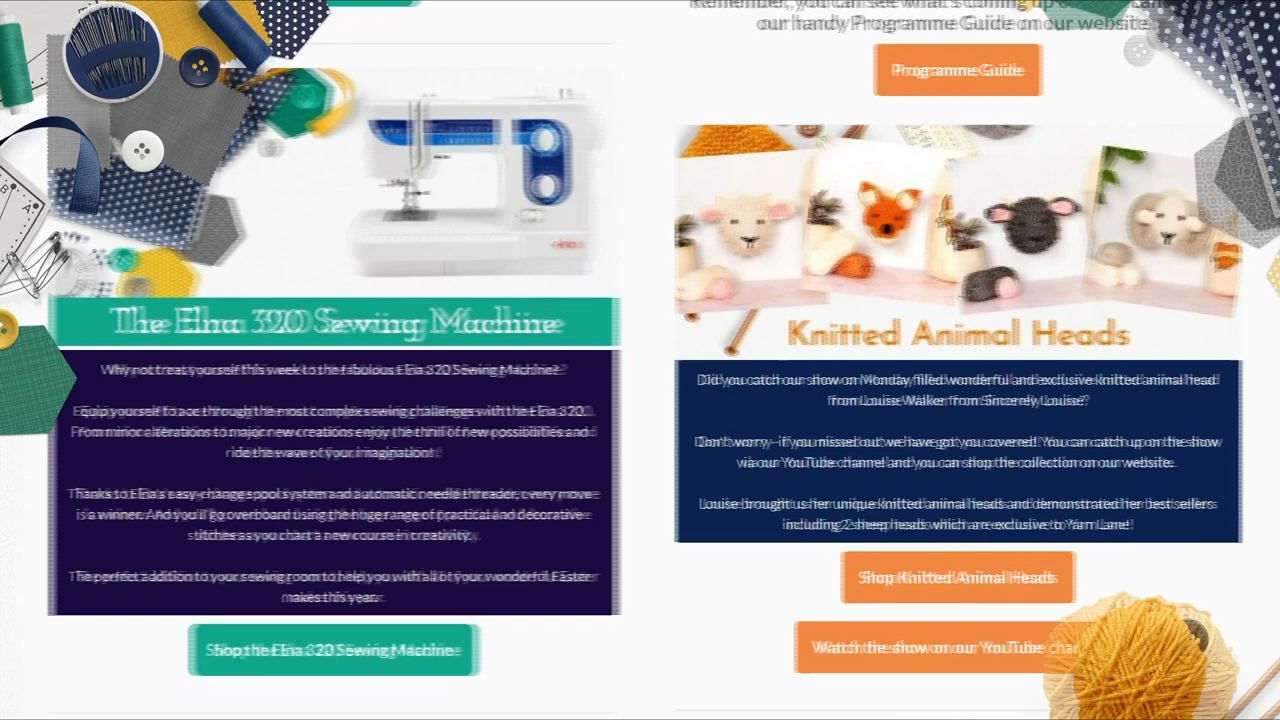 The Elna 320 Sewing Machine
Why not treat yourself this week to the fabulous Elna 320 Sewing Machine?
Equip yourself to ace through the most complex sewing challenges with the Elna 320.
From minor alterations to major new creations enjoy the thrill of new possibilities and
ride the wave of your imagination!
Thanks to Elna's easy-change spool system and automatic needle threader, every move
is a winner. And you'll go overboard using the huge range of practical and decorative
stitches as you chart a new course in creativity.
The perfect addition to your sewing room to help you with all of your wonderful Easter
makes this year.
Shop the Elna 320 Sewing Machine
Remember, you can see what's coming up on
our handy Programme Guide on our website.
Programme Guide
Knitted Animal Heads
Did you catch our show on Monday filled wonderful and exclusive knitted animal head
from Louise Walker from Sincerely Louise?
Don't worry - if you missed out we have got you covered! You can catch up on the show
via our YouTube channel and you can shop the collection on our website.
Louise brought us her unique knitted animal heads and demonstrated her best sellers
including 2 sheep heads which are exclusive to Yarn Lane!
Shop Knitted Animal Heads
Watch the show on our YouTube
elna